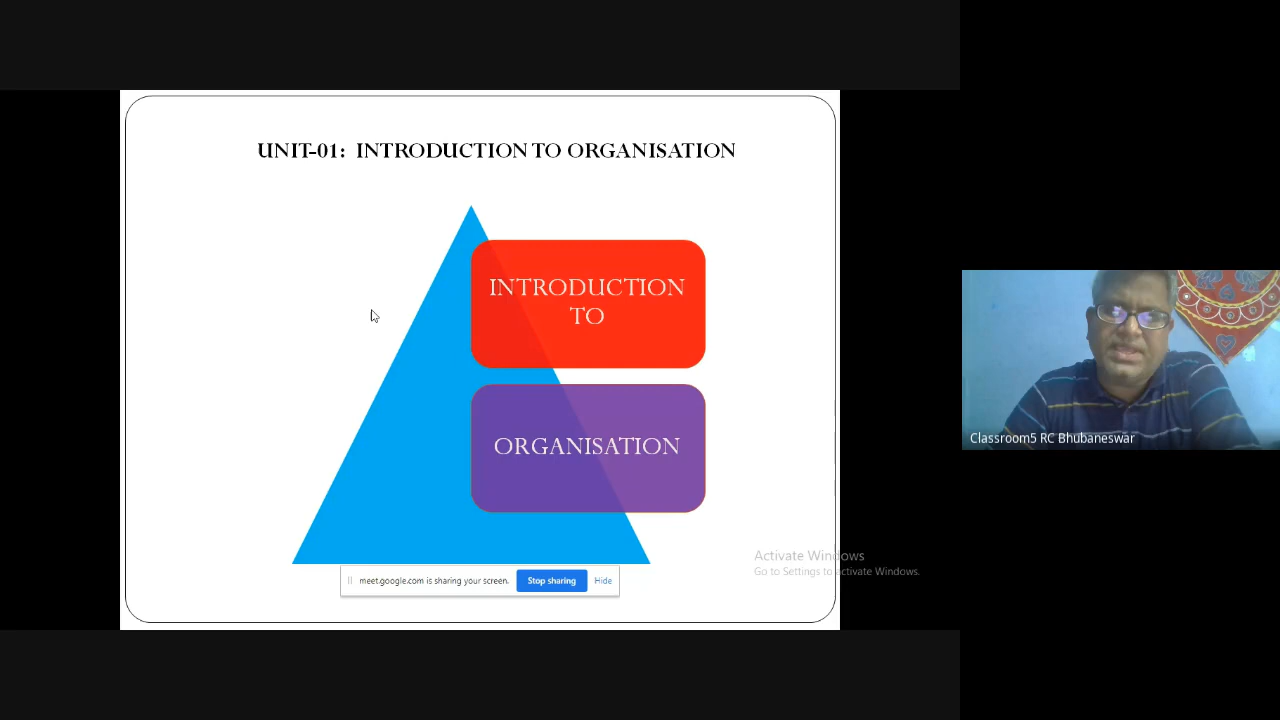 UNIT-01: INTRODUCTION TO ORGANISATION
INTRODUCTION
TO
ORGANISATION
Classroom5 RC Bhubaneswar
Activate Windows
Go to Settings to activate Windows.
meet.google.com is sharing your screen.
Stop sharing
Hide